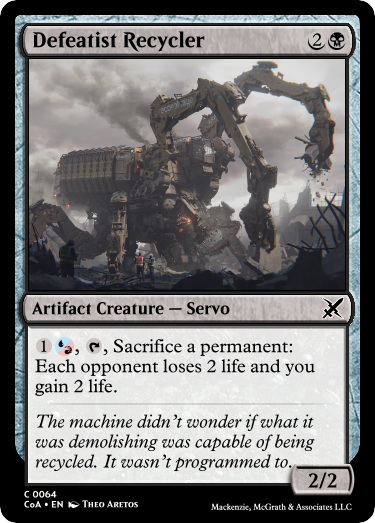 Defeatist Recycler 2
Artifact Creature — Servo
1 , , Sacrifice a permanent:
Each opponent loses 2 life and you
gain 2 life.
The machine didn't wonder if what it
was demolishing was capable of being
recycled. It wasn't programmed to.
2/2
C 0064
CoA • EN Theo Aretos
Mackenzie, McGrath & Associates LLC